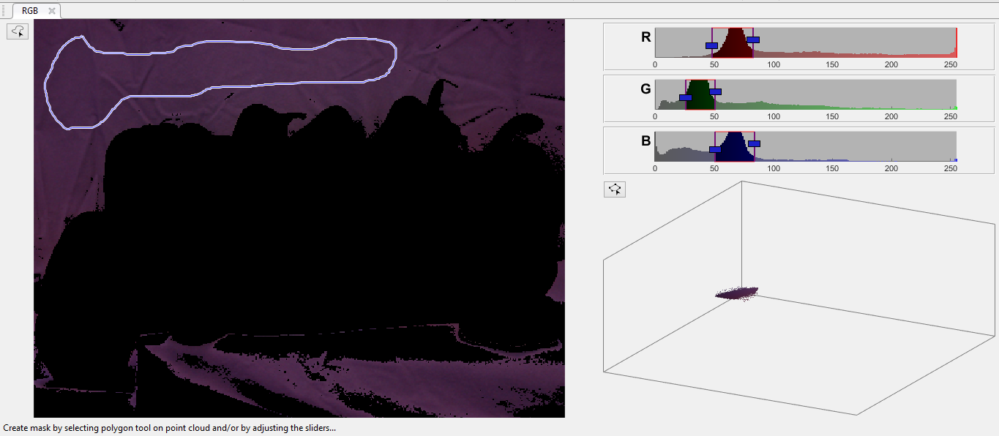 RGB
R
0 50 100 150 200 250
G
0 50 100 150 200 250
B
0 50 100 150 200 250
Create mask by selecting polygon tool on point cloud and/or by adjusting the sliders...